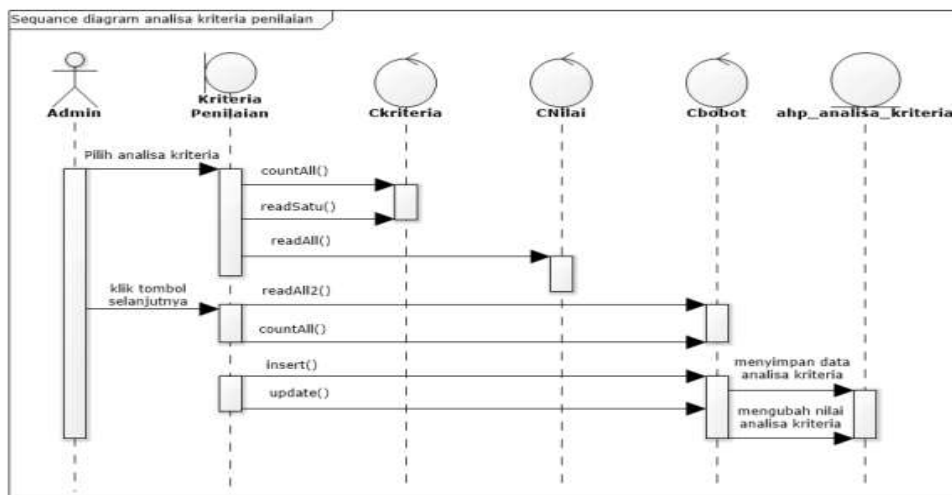 Sequance diagram analisa kriteria penilaian
Admin
Kriteria
Penilaian
Ckriteria
CNilai
Cbobot
ahp_analisa_kriteria
Pilih analisa kriteria
countAll()
readSatu()
readAll()
klik tombol
selanjutnya
readAll2()
countAll()
insert()
menyimpan data
analisa kriteria
update()
mengubah nilai
analisa kriteria